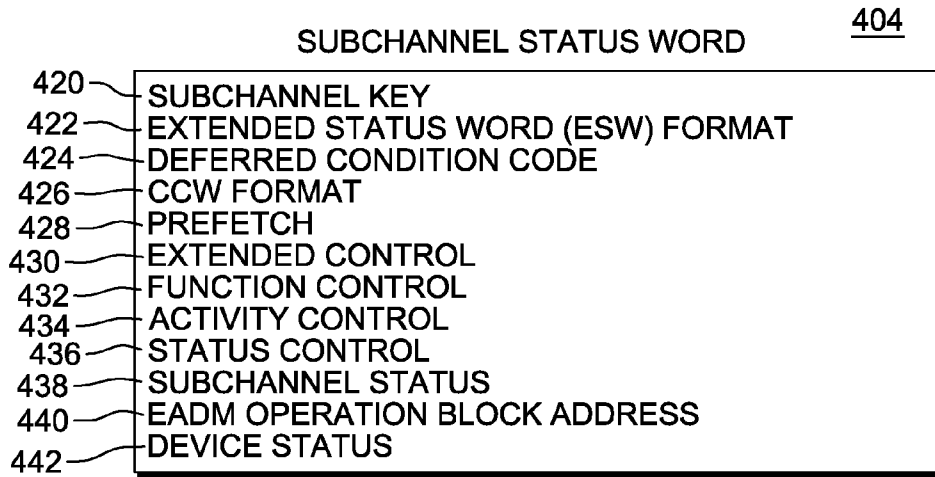 404
SUBCHANNEL STATUS WORD
420 SUBCHANNEL KEY
422 EXTENDED STATUS WORD (ESW) FORMAT
424 DEFERRED CONDITION CODE
426 CCW FORMAT
428 PREFETCH
430 EXTENDED CONTROL
432 FUNCTION CONTROL
434 ACTIVITY CONTROL
436 STATUS CONTROL
438 SUBCHANNEL STATUS
440 EADM OPERATION BLOCK ADDRESS
442 DEVICE STATUS